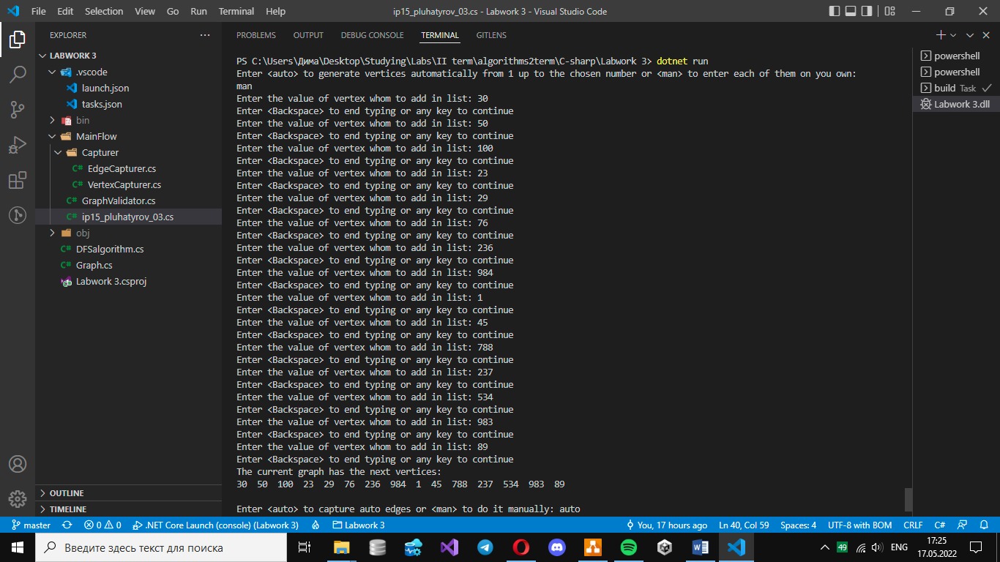 File Edit Selection View Go Run Terminal Help ip15_pluhatyrov_03.cs - Labwork 3 - Visual Studio Code
EXPLORER
LABWORK 3
.vscode
launch.json
tasks.json
bin
MainFlow
Capturer
EdgeCapturer.cs
VertexCapturer.cs
GraphValidator.cs
ip15_pluhatyrov_03.cs
obj
DFSalgorithm.cs
Graph.cs
Labwork 3.csproj
OUTLINE
TIMELINE
PROBLEMS OUTPUT DEBUG CONSOLE TERMINAL GITLENS
PS C:\Users\Дима\Desktop\Studying\Labs\II term\algorithms2term\C-sharp\Labwork 3> dotnet run
Enter <auto> to generate vertices automatically from 1 up to the chosen number or <man> to enter each of them on you own:
man
Enter the value of vertex whom to add in list: 30
Enter <Backspace> to end typing or any key to continue
Enter the value of vertex whom to add in list: 50
Enter <Backspace> to end typing or any key to continue
Enter the value of vertex whom to add in list: 100
Enter <Backspace> to end typing or any key to continue
Enter the value of vertex whom to add in list: 23
Enter <Backspace> to end typing or any key to continue
Enter the value of vertex whom to add in list: 29
Enter <Backspace> to end typing or any key to continue
Enter the value of vertex whom to add in list: 76
Enter <Backspace> to end typing or any key to continue
Enter the value of vertex whom to add in list: 236
Enter <Backspace> to end typing or any key to continue
Enter the value of vertex whom to add in list: 984
Enter <Backspace> to end typing or any key to continue
Enter the value of vertex whom to add in list: 1
Enter <Backspace> to end typing or any key to continue
Enter the value of vertex whom to add in list: 45
Enter <Backspace> to end typing or any key to continue
Enter the value of vertex whom to add in list: 788
Enter <Backspace> to end typing or any key to continue
Enter the value of vertex whom to add in list: 237
Enter <Backspace> to end typing or any key to continue
Enter the value of vertex whom to add in list: 534
Enter <Backspace> to end typing or any key to continue
Enter the value of vertex whom to add in list: 983
Enter <Backspace> to end typing or any key to continue
Enter the value of vertex whom to add in list: 89
Enter <Backspace> to end typing or any key to continue
The current graph has the next vertices:
30 50 100 23 29 76 236 984 1 45 788 237 534 983 89
Enter <auto> to capture auto edges or <man> to do it manually: auto
powershell
powershell
build Task
Labwork 3.dll
master 0 0 .NET Core Launch (console) (Labwork 3) Labwork 3 You, 17 hours ago Ln 40, Col 59 Spaces: 4 UTF-8 with BOM CRLF C#
Введите здесь текст для поиска
49 ENG
17:25
17.05.2022